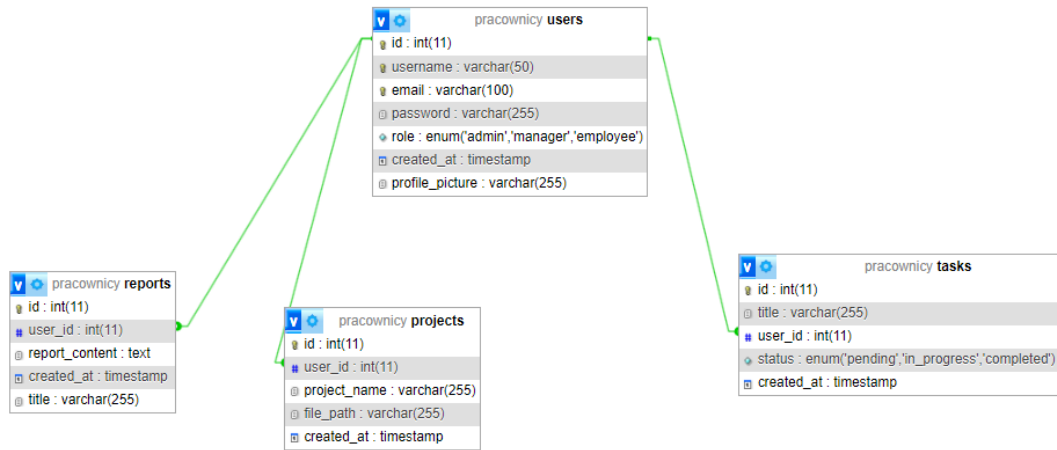 pracownicy users
id : int(11)
username : varchar(50)
email : varchar(100)
password : varchar(255)
role : enum('admin','manager','employee')
created_at : timestamp
profile_picture : varchar(255)
pracownicy reports
id : int(11)
user_id : int(11)
report_content : text
created_at : timestamp
title : varchar(255)
pracownicy projects
id : int(11)
user_id : int(11)
project_name : varchar(255)
file_path : varchar(255)
created_at : timestamp
pracownicy tasks
id : int(11)
title : varchar(255)
user_id : int(11)
status : enum('pending','in_progress','completed')
created_at : timestamp